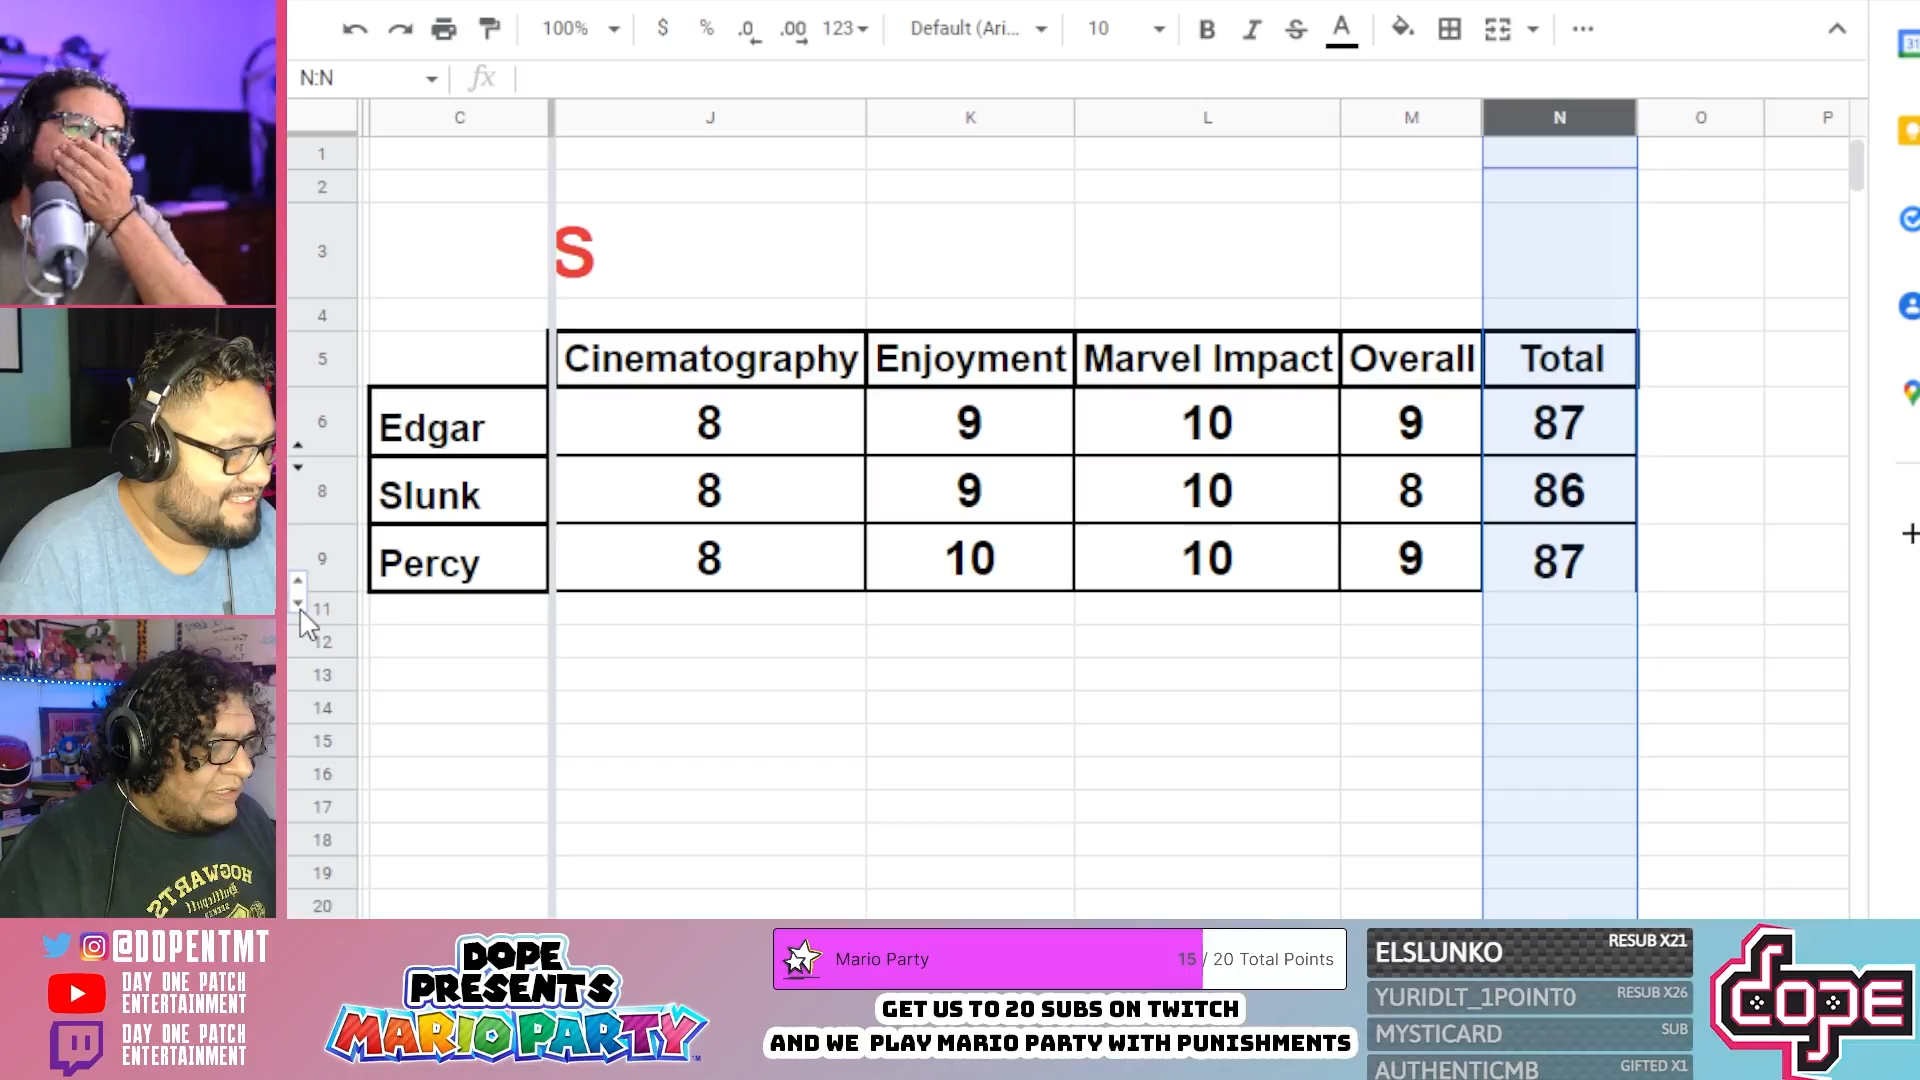 100% $ % .0 .00 123 Default (Ari... 10 B I S A
N:N fx
C J K L M N O P
1
2
3 S
4
5 Cinematography Enjoyment Marvel Impact Overall Total
6 Edgar 8 9 10 9 87
8 Slunk 8 9 10 8 86
9 Percy 8 10 10 9 87
11
12
13
14
15
16
17
18
19
20
31
HOGWARTS
Hufflepuff
SEEKER
@DOPENTMT
DAY ONE PATCH
ENTERTAINMENT
DAY ONE PATCH
ENTERTAINMENT
DOPE
PRESENTS
MARIO PARTY
Mario Party 15 / 20 Total Points
GET US TO 20 SUBS ON TWITCH
AND WE PLAY MARIO PARTY WITH PUNISHMENTS
ELSLUNKO RESUB X21
YURIDLT_1POINT0 RESUB X26
MYSTICARD SUB
AUTHENTICMB GIFTED X1
dope